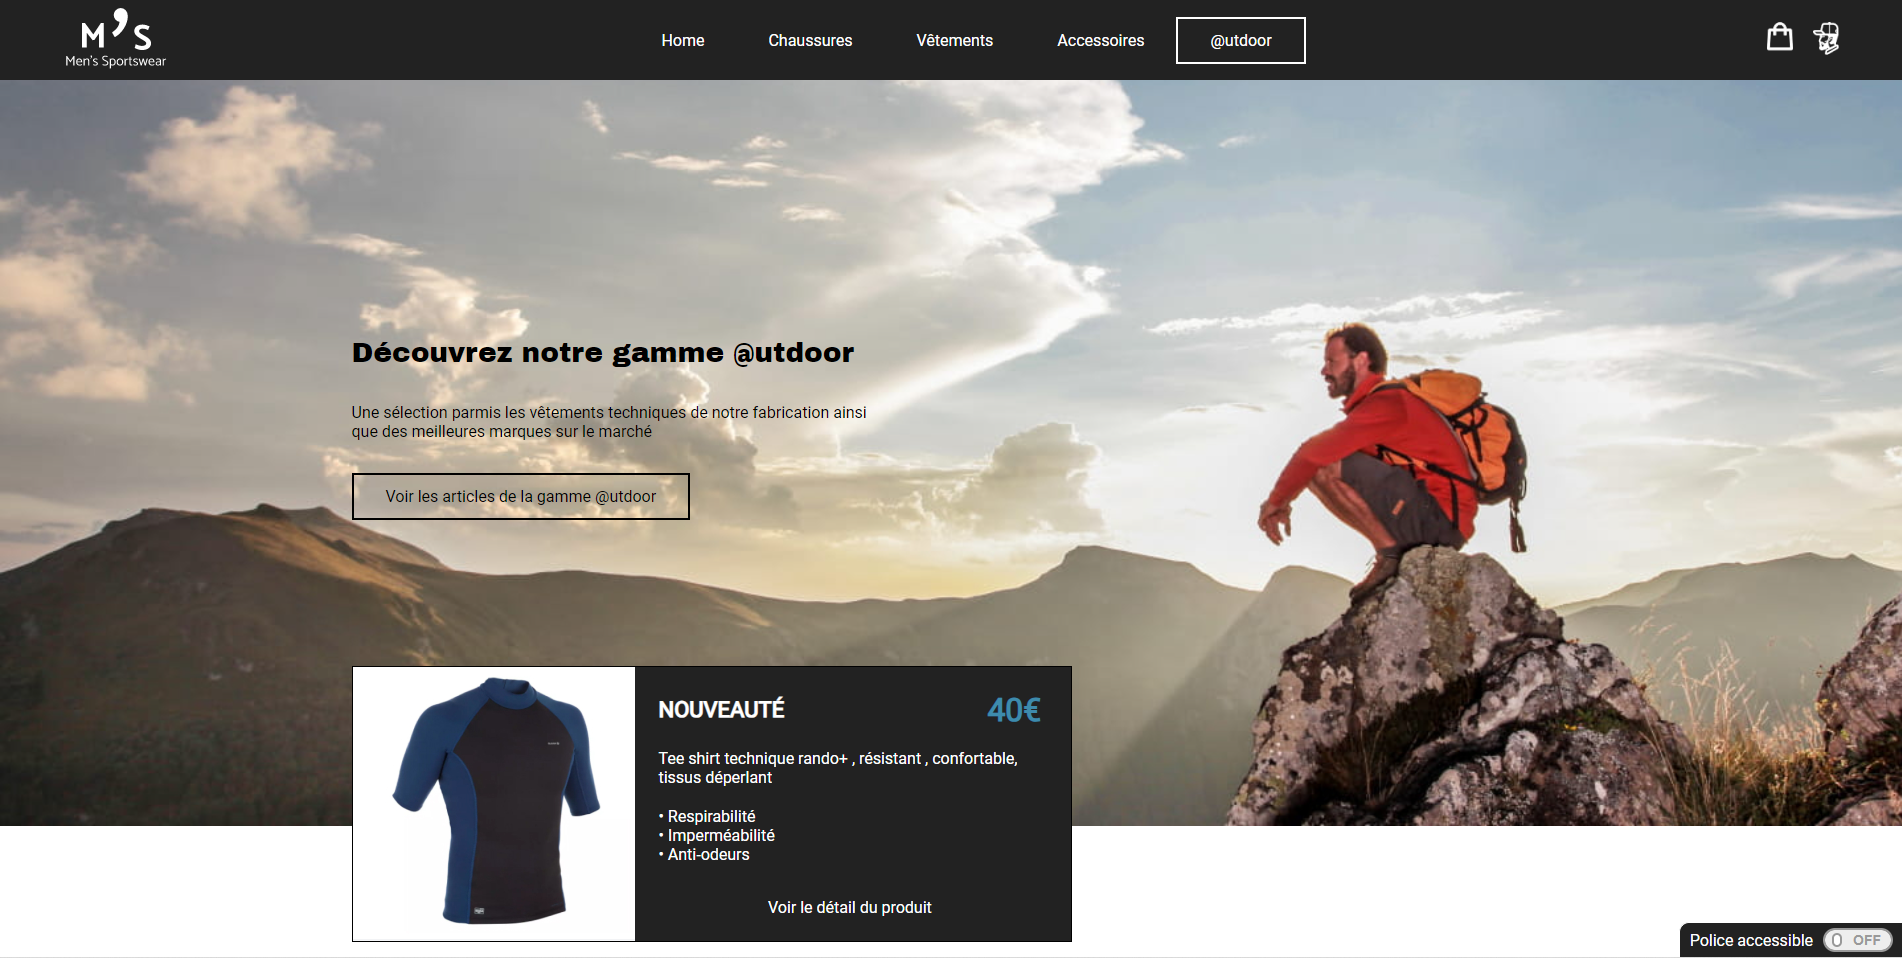 M'S
Men's Sportswear
Home
Chaussures
Vêtements
Accessoires
@utdoor
Découvrez notre gamme @utdoor
Une sélection parmis les vêtements techniques de notre fabrication ainsi
que des meilleures marques sur le marché
Voir les articles de la gamme @utdoor
NOUVEAUTÉ
40€
Tee shirt technique rando+ , résistant , confortable,
tissus déperlant
• Respirabilité
• Imperméabilité
• Anti-odeurs
Voir le détail du produit
Police accessible
OFF